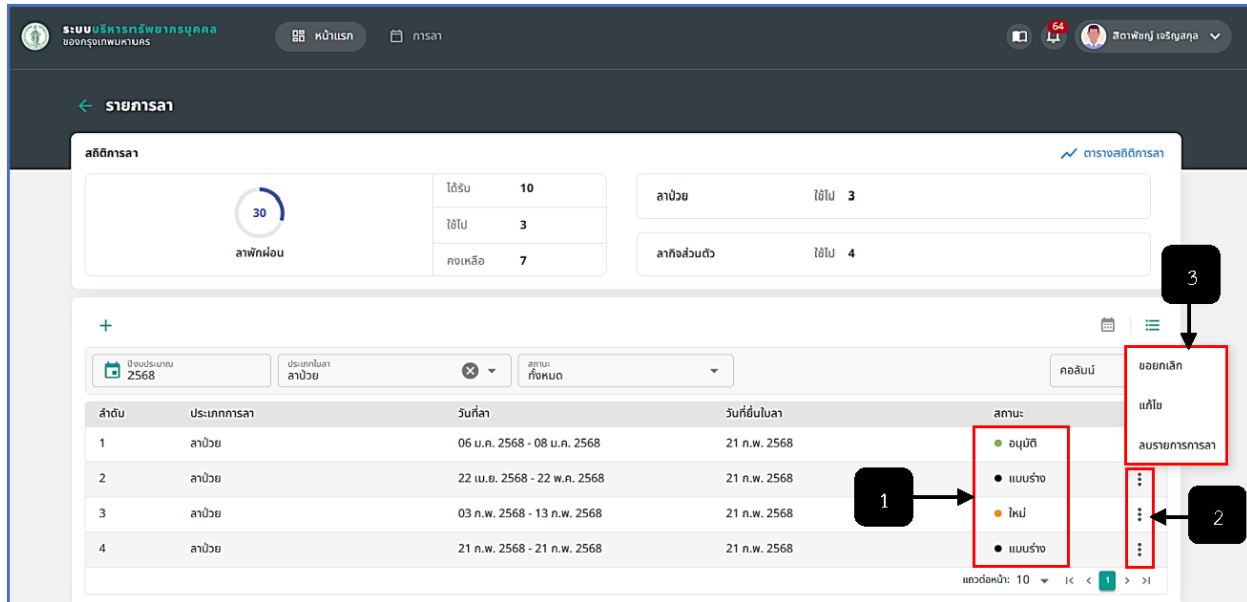 ระบบบริหารทรัพยากรบุคคล
ของกรุงเทพมหานคร
หน้าแรก
การลา
64
สิตาพัชญ์ เจริญสกุล
รายการลา
สถิติการลา
ตารางสถิติการลา
30
ลาพักผ่อน
ได้รับ 10
ใช้ไป 3
คงเหลือ 7
ลาป่วย ใช้ไป 3
ลากิจส่วนตัว ใช้ไป 4
3
ปีงบประมาณ
2568
ประเภทใบลา
ลาป่วย
สถานะ
ทั้งหมด
คอลัมน์
ขอยกเลิก
แก้ไข
ลบรายการการลา
ลำดับ ประเภทการลา วันที่ลา วันที่ยื่นใบลา สถานะ
1 ลาป่วย 06 ม.ค. 2568 - 08 ม.ค. 2568 21 ก.พ. 2568 อนุมัติ
2 ลาป่วย 22 เม.ย. 2568 - 22 พ.ค. 2568 21 ก.พ. 2568 แบบร่าง
1
3 ลาป่วย 03 ก.พ. 2568 - 13 ก.พ. 2568 21 ก.พ. 2568 ใหม่
2
4 ลาป่วย 21 ก.พ. 2568 - 21 ก.พ. 2568 21 ก.พ. 2568 แบบร่าง
แถวต่อหน้า: 10 1